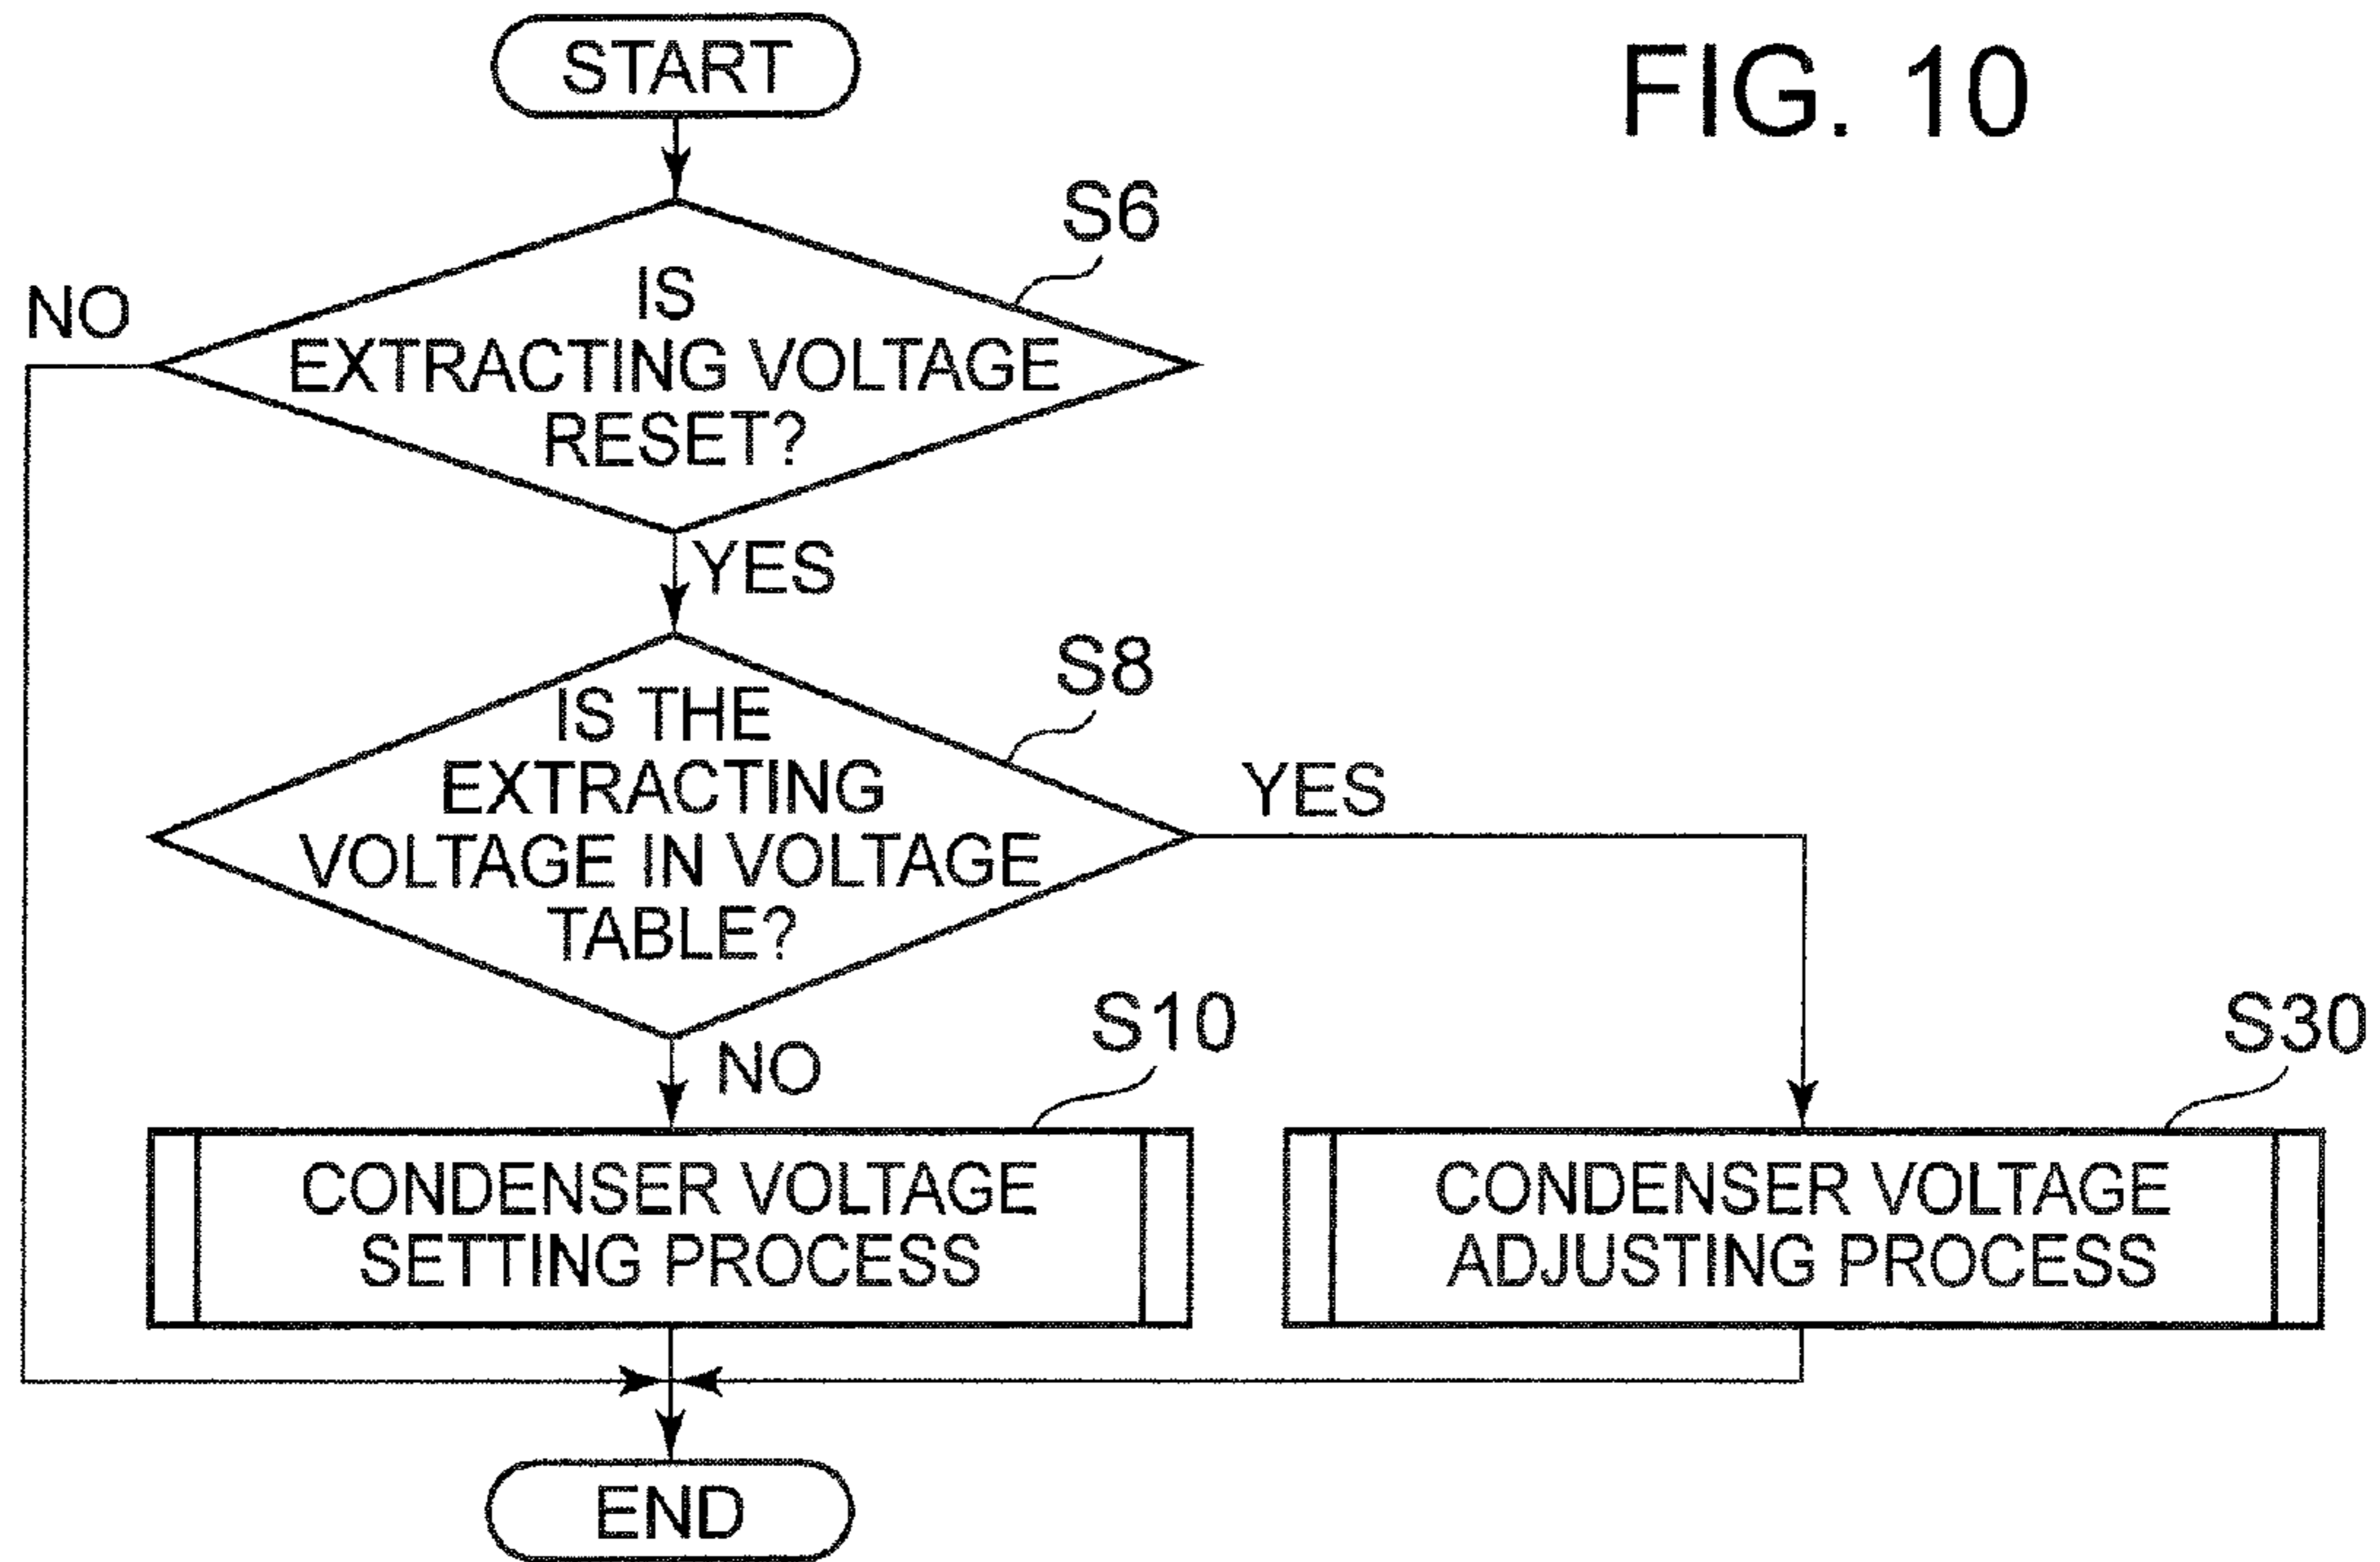 START
FIG. 10
S6
NO
IS
EXTRACTING VOLTAGE
RESET?
YES
S8
IS THE
EXTRACTING
VOLTAGE IN VOLTAGE
TABLE?
YES
NO
S10
S30
CONDENSER VOLTAGE
SETTING PROCESS
CONDENSER VOLTAGE
ADJUSTING PROCESS
END